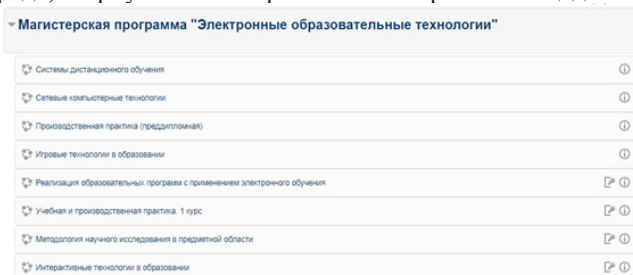 Магистерская программа "Электронные образовательные технологии"
Системы дистанционного обучения
Сетевые компьютерные технологии
Производственная практика (преддипломная)
Игровые технологии в образовании
Реализация образовательных программ с применением электронного обучения
Учебная и производственная практика. 1 курс
Методология научного исследования в предметной области
Интерактивные технологии в образовании